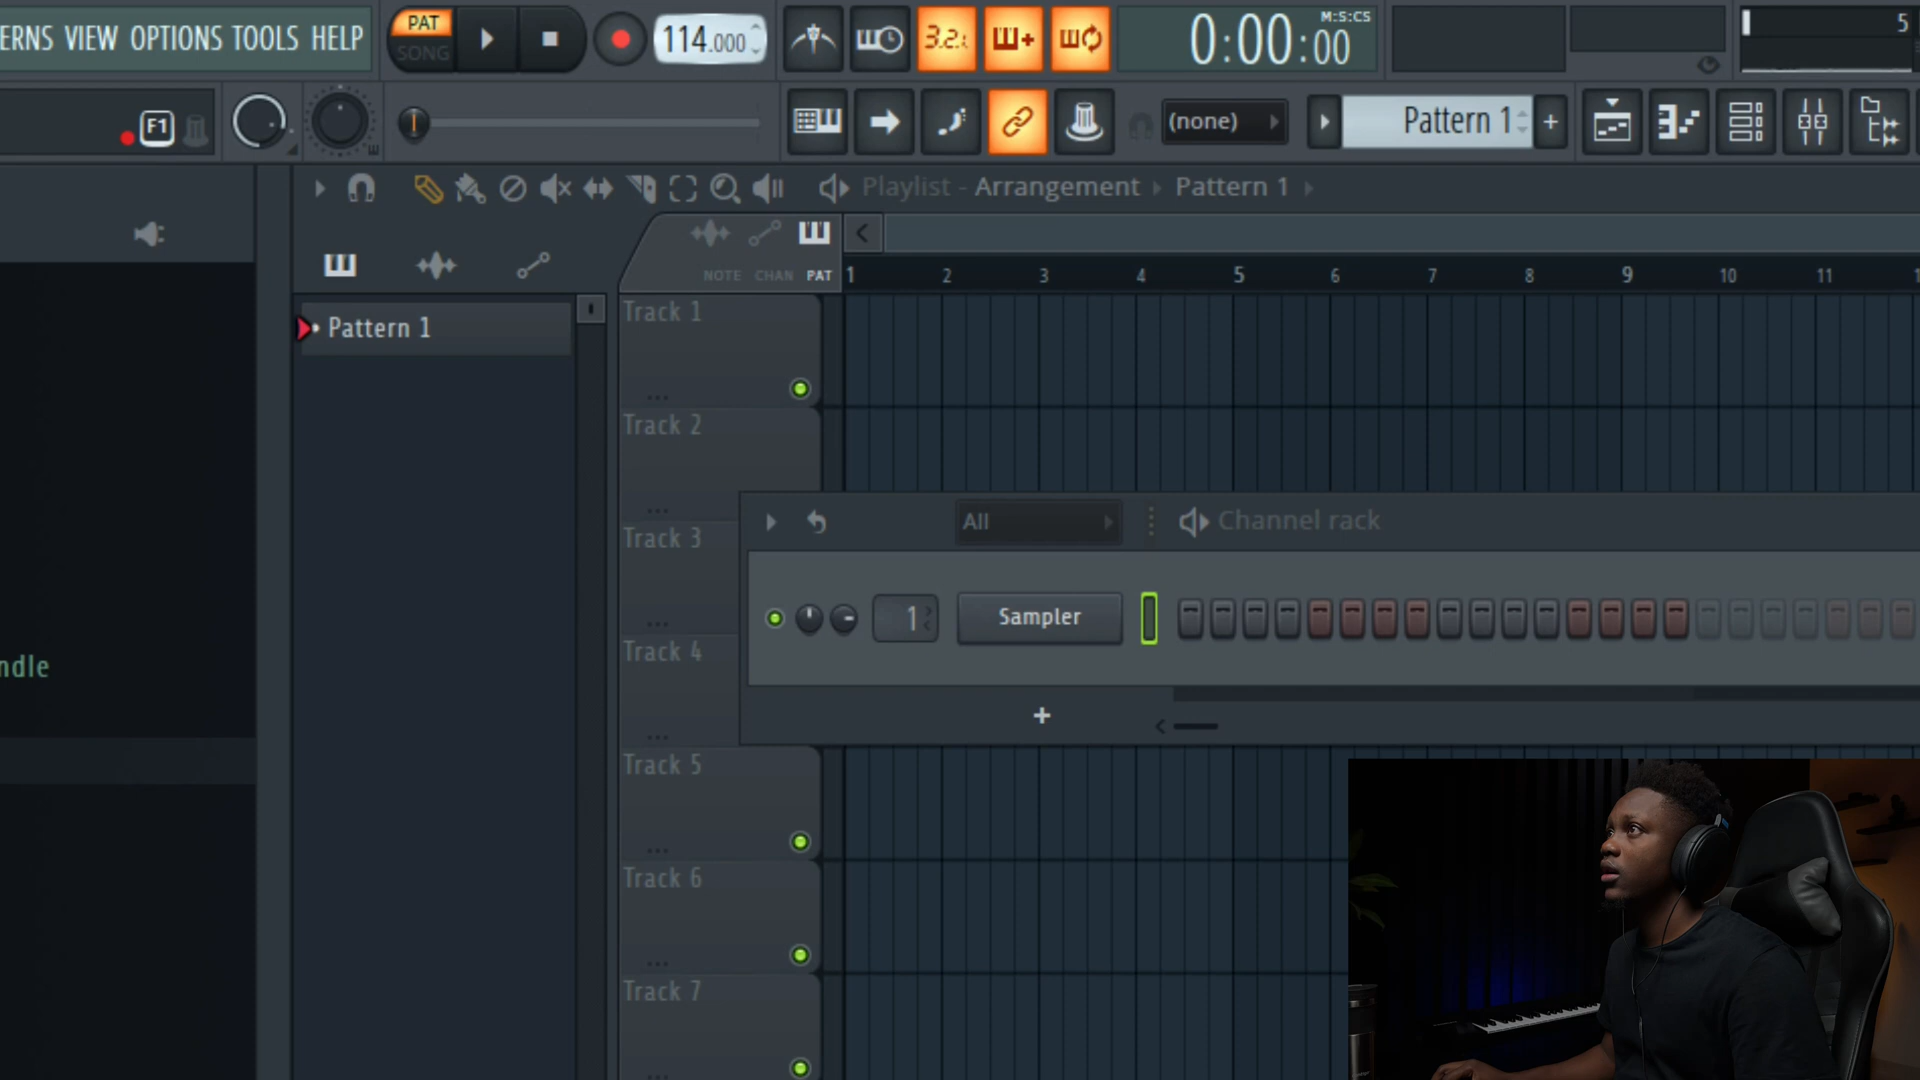 ERNS VIEW OPTIONS TOOLS HELP
PAT
SONG
114.000
3.2.
M:S:CS
0:00:00
5
F1
(none)
Pattern 1
+
Playlist - Arrangement Pattern 1
NOTE CHAN PAT
1 2 3 4 5 6 7 8 9 10 11 1
Pattern 1
Track 1
Track 2
Track 3
Track 4
Track 5
Track 6
Track 7
All
Channel rack
1
Sampler
+
ndle